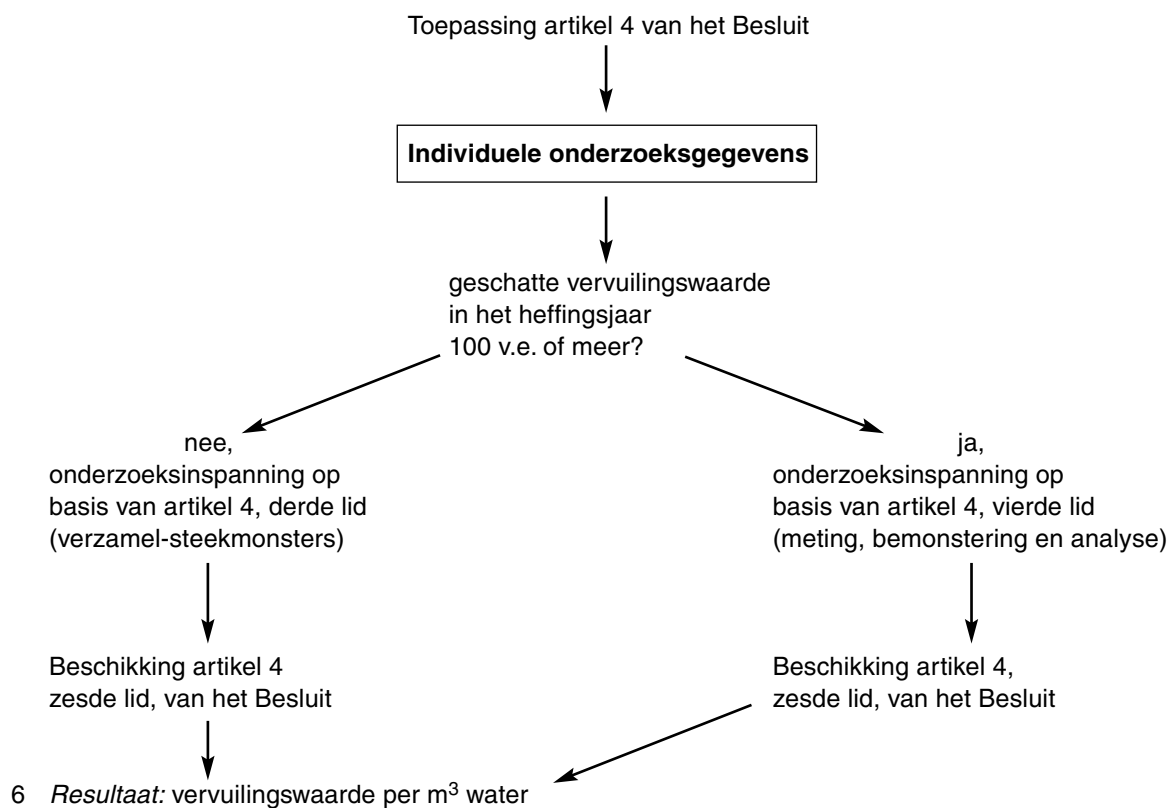 Toepassing artikel 4 van het Besluit
Individuele onderzoeksgegevens
geschatte vervuilingswaarde
in het heffingsjaar
100 v.e. of meer?
nee,
onderzoeksinspanning op
basis van artikel 4, derde lid
(verzamel-steekmonsters)
ja,
onderzoeksinspanning op
basis van artikel 4, vierde lid
(meting, bemonstering en analyse)
Beschikking artikel 4
zesde lid, van het Besluit
Beschikking artikel 4,
zesde lid, van het Besluit
6 Resultaat: vervuilingswaarde per m³ water